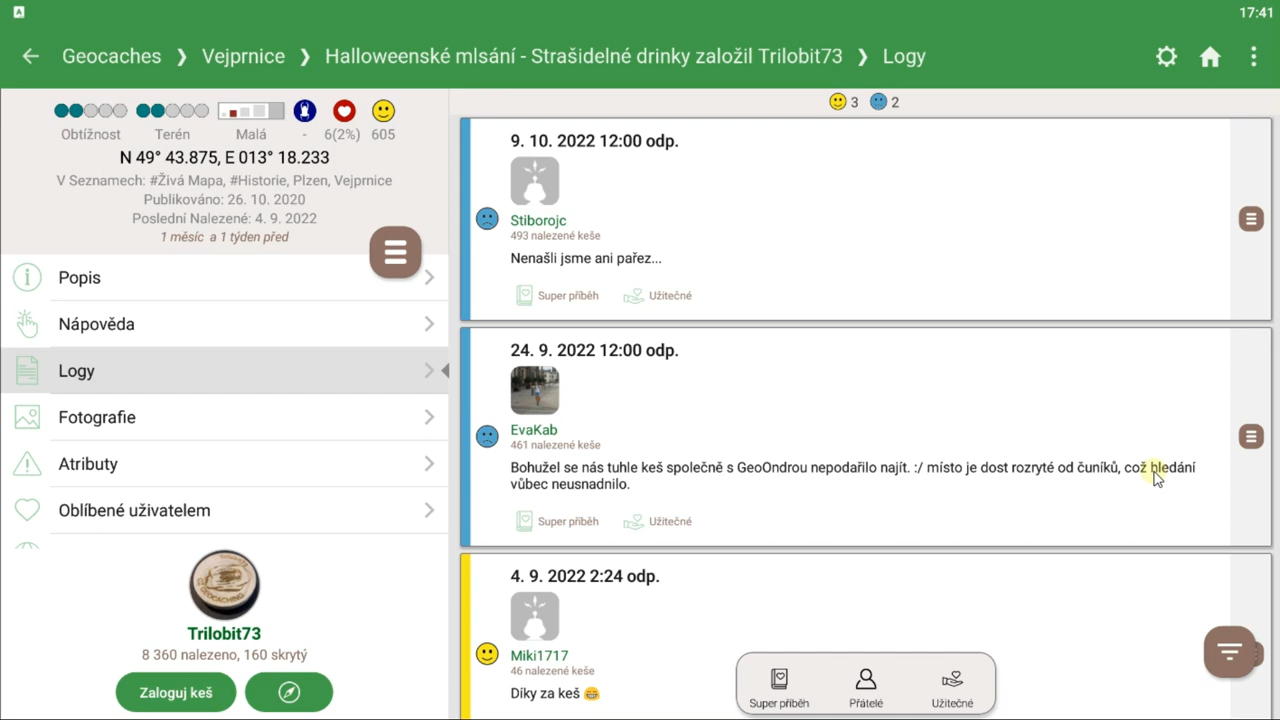 17:41
Geocaches ❯ Vejprnice ❯ Halloweenské mlsání - Strašidelné drinky založil Trilobit73 ❯ Logy
Obtížnost Terén Malá - 6(2%) 605
N 49° 43.875, E 013° 18.233
V Seznamech: #Živá Mapa, #Historie, Plzen, Vejprnice
Publikováno: 26. 10. 2020
Poslední Nalezené: 4. 9. 2022
1 měsíc a 1 týden před
Popis
Nápověda
Logy
Fotografie
Atributy
Oblíbené uživatelem
Trilobit73
8 360 nalezeno, 160 skrytý
Zaloguj keš
3 2
9. 10. 2022 12:00 odp.
Stiborojc
493 nalezené keše
Nenašli jsme ani pařez...
Super příběh Užitečné
24. 9. 2022 12:00 odp.
EvaKab
461 nalezené keše
Bohužel se nás tuhle keš společně s GeoOndrou nepodařilo najít. :/ místo je dost rozryté od čuníků, což hledání
vůbec neusnadnilo.
Super příběh Užitečné
4. 9. 2022 2:24 odp.
Miki1717
46 nalezené keše
Díky za keš 😁
Super příběh Přátelé Užitečné